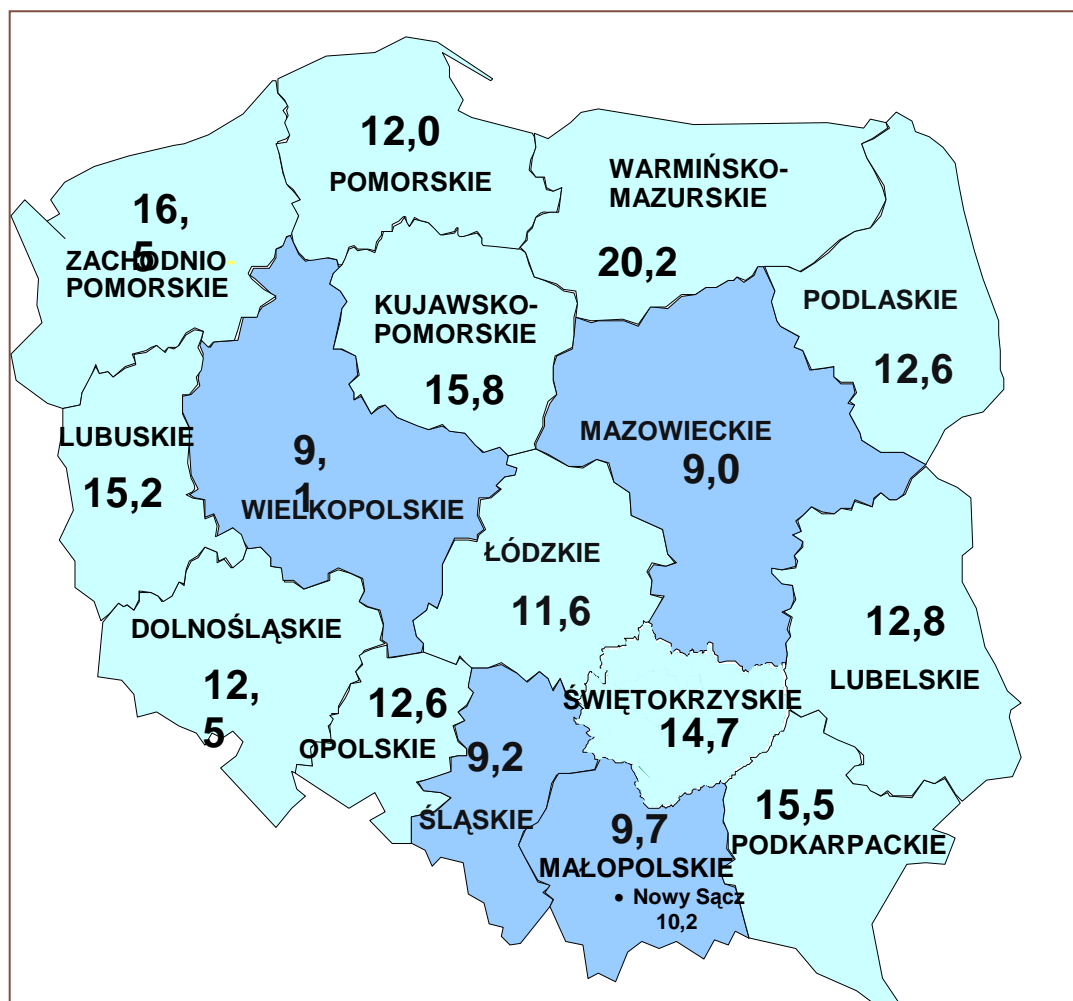 12,0
POMORSKIE
WARMIŃSKO-
MAZURSKIE
20,2
16,
5
ZACHODNIO-
POMORSKIE
KUJAWSKO-
POMORSKIE
15,8
PODLASKIE
12,6
LUBUSKIE
15,2
9,
1
WIELKOPOLSKIE
MAZOWIECKIE
9,0
ŁÓDZKIE
11,6
DOLNOŚLĄSKIE
12,
5
12,6
OPOLSKIE
12,8
LUBELSKIE
ŚWIĘTOKRZYSKIE
14,7
9,2
ŚLĄSKIE
9,7
MAŁOPOLSKIE
• Nowy Sącz
10,2
15,5
PODKARPACKIE